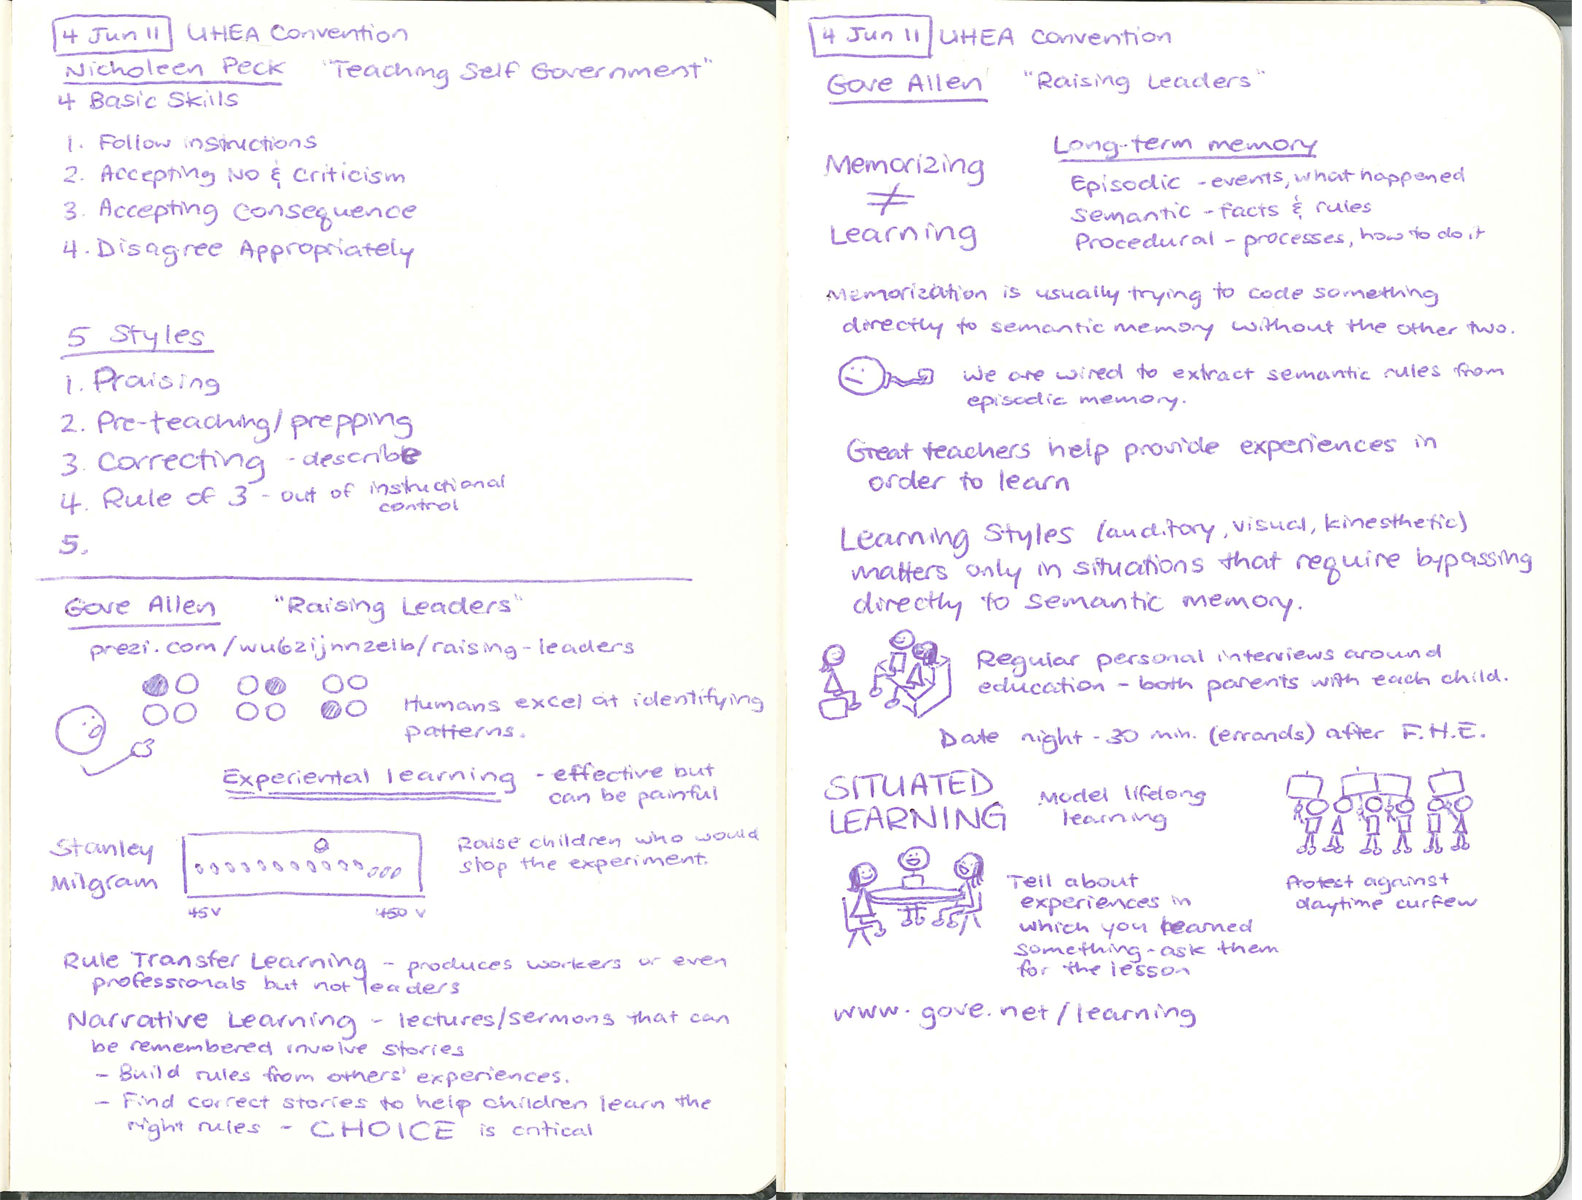 4 Jun 11 UHEA Convention
Nicholeen Peck "Teaching Self Government"
4 Basic Skills
1. Follow instructions
2. Accepting No & Criticism
3. Accepting Consequence
4. Disagree Appropriately
5 Styles
1. Praising
2. Pre-teaching/prepping
3. Correcting - describe
4. Rule of 3 - out of instructional
control
5.
Gove Allen "Raising Leaders"
prezi.com/wu6zijnnzelb/raising-leaders
Humans excel at identifying
patterns.
Experiental learning - effective but
can be painful
Stanley
Milgram
45V 450 V
Raise children who would
stop the experiment.
Rule Transfer Learning - produces workers or even
professionals but not leaders
Narrative Learning - lectures/sermons that can
be remembered involve stories
- Build rules from others' experiences.
- Find correct stories to help children learn the
right rules - CHOICE is critical
4 Jun 11 UHEA Convention
Gove Allen "Raising Leaders"
Memorizing
≠
Learning
Long-term memory
Episodic - events, what happened
Semantic - facts & rules
Procedural - processes, how to do it
Memorization is usually trying to code something
directly to semantic memory without the other two.
We are wired to extract semantic rules from
episodic memory.
Great teachers help provide experiences in
order to learn
Learning Styles (auditory, visual, kinesthetic)
matters only in situations that require bypassing
directly to semantic memory.
Regular personal interviews around
education - both parents with each child.
Date night - 30 min. (errands) after F.H.E.
SITUATED
LEARNING
Model lifelong
learning
Tell about
experiences in
which you learned
something - ask them
for the lesson
Protest against
daytime curfew
www.gove.net/learning